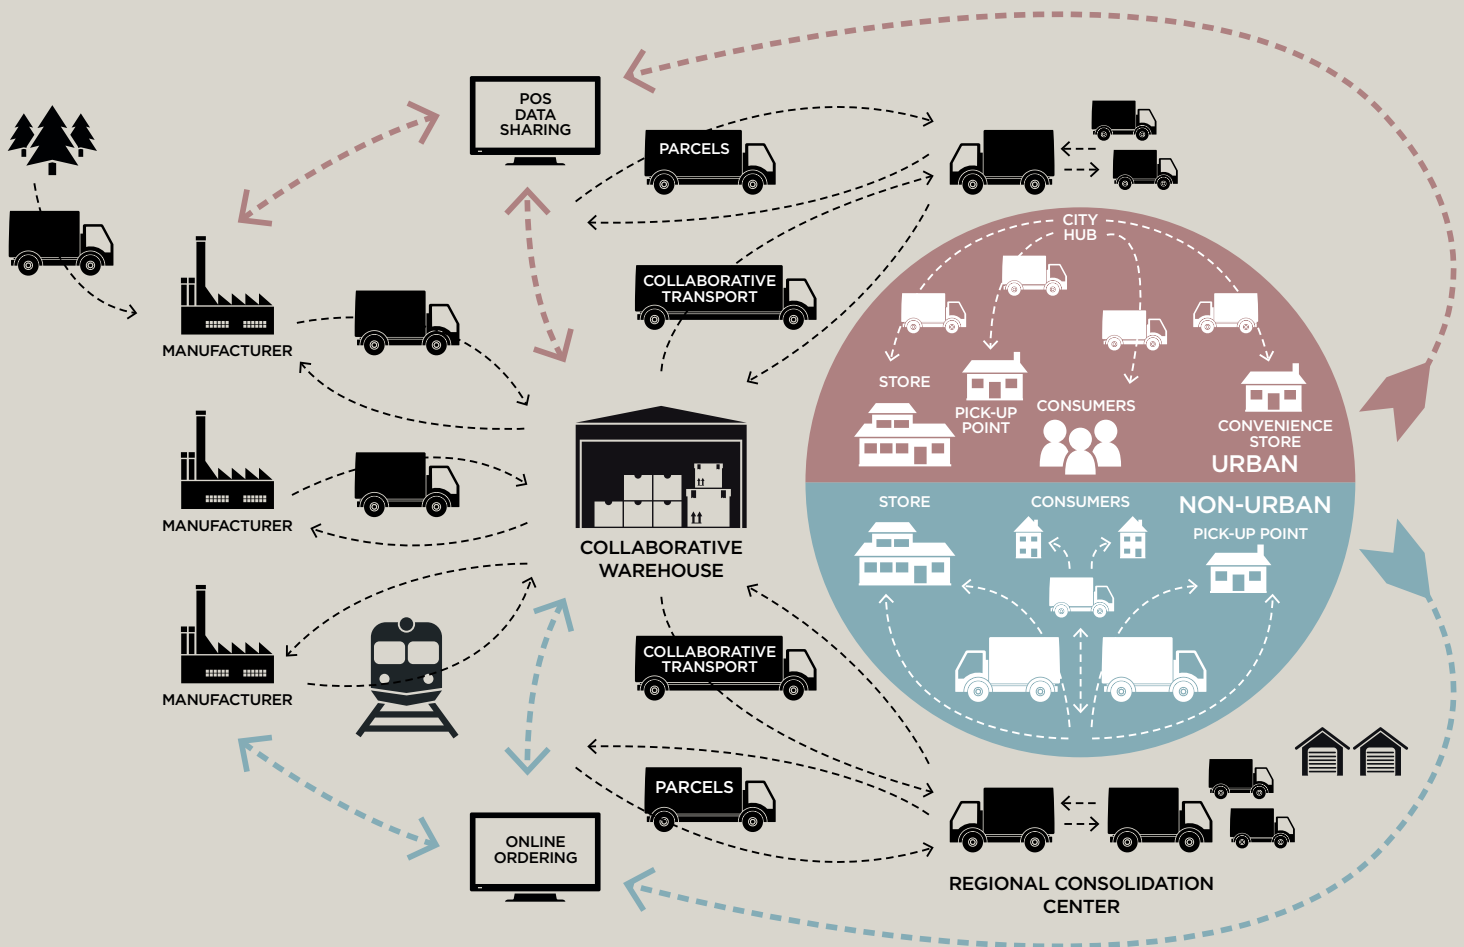 POS
DATA
SHARING
PARCELS
CITY
HUB
COLLABORATIVE
TRANSPORT
MANUFACTURER
STORE
PICK-UP
POINT
CONSUMERS
CONVENIENCE
STORE
URBAN
MANUFACTURER
COLLABORATIVE
WAREHOUSE
STORE
CONSUMERS
NON-URBAN
PICK-UP POINT
MANUFACTURER
COLLABORATIVE
TRANSPORT
PARCELS
ONLINE
ORDERING
REGIONAL CONSOLIDATION
CENTER